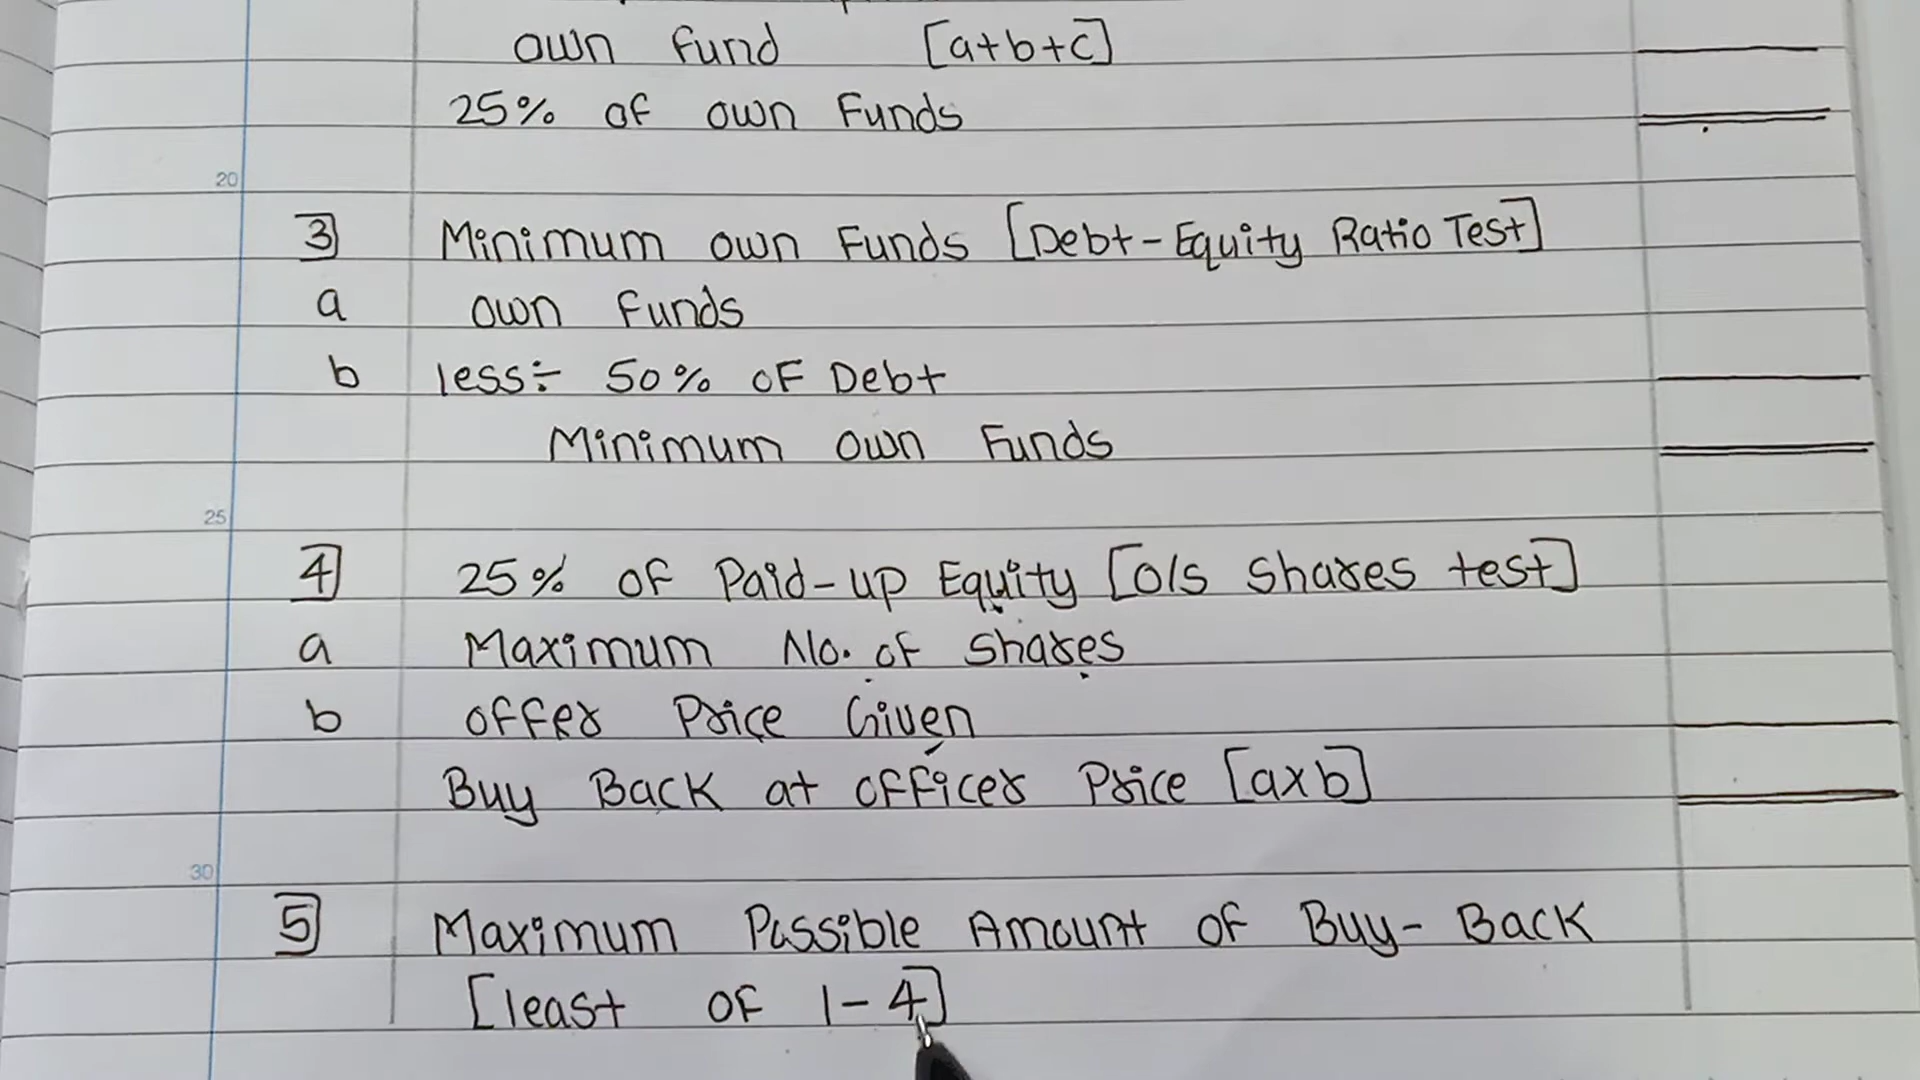 own fund [a+b+c]
25% of own Funds
20
3 Minimum own Funds [Debt-Equity Ratio Test]
a own funds
b less÷ 50% of Debt
Minimum own Funds
25
4 25% of Paid-up Equity [o/s shares test]
a Maximum No. of shares
b offer Price Given
Buy Back at officer Price [axb]
30
5 Maximum Possible Amount of Buy-Back
[least of 1-4]